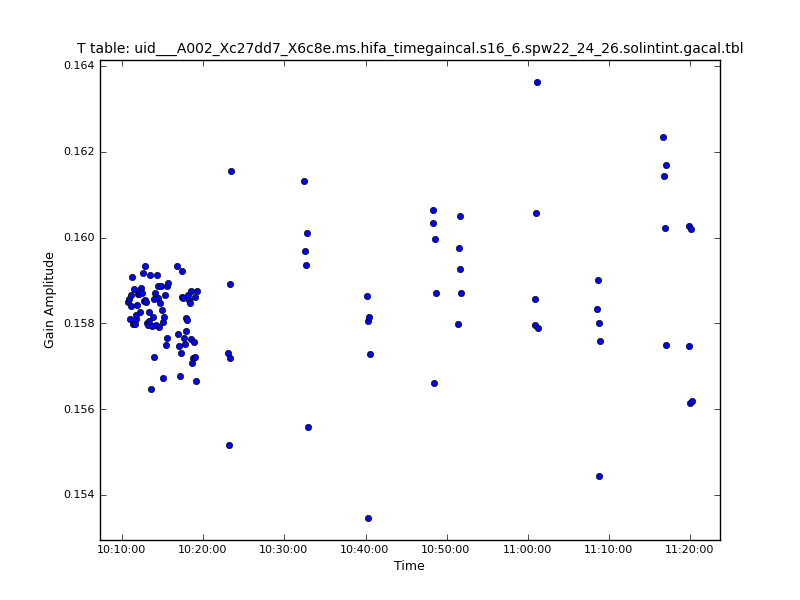 T table: uid___A002_Xc27dd7_X6c8e.ms.hifa_timegaincal.s16_6.spw22_24_26.solintint.gacal.tbl
0.164
0.162
0.160
0.158
0.156
0.154
Gain Amplitude
10:10:00 10:20:00 10:30:00 10:40:00 10:50:00 11:00:00 11:10:00 11:20:00
Time